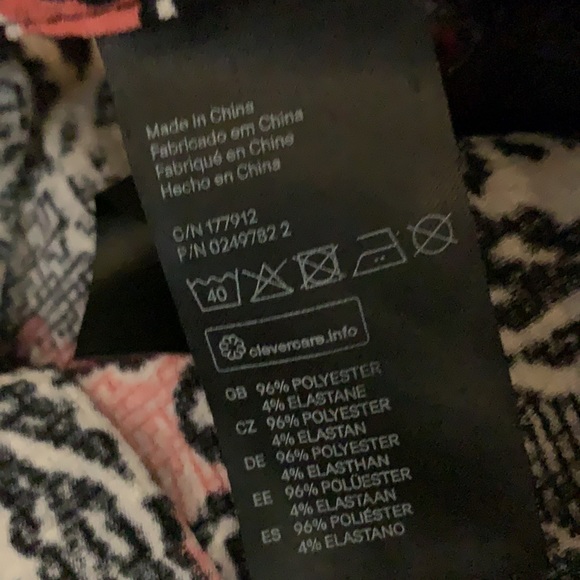 Made in China
Fabricado em China
Fabriqué en Chine
Hecho en China
C/N 177912
P/N 0249782 2
40
clevercare.info
GB 96% POLYESTER
4% ELASTANE
CZ 96% POLYESTER
4% ELASTAN
DE 96% POLYESTER
4% ELASTHAN
EE 96% POLÜESTER
4% ELASTAAN
ES 96% POLIÉSTER
4% ELASTANO